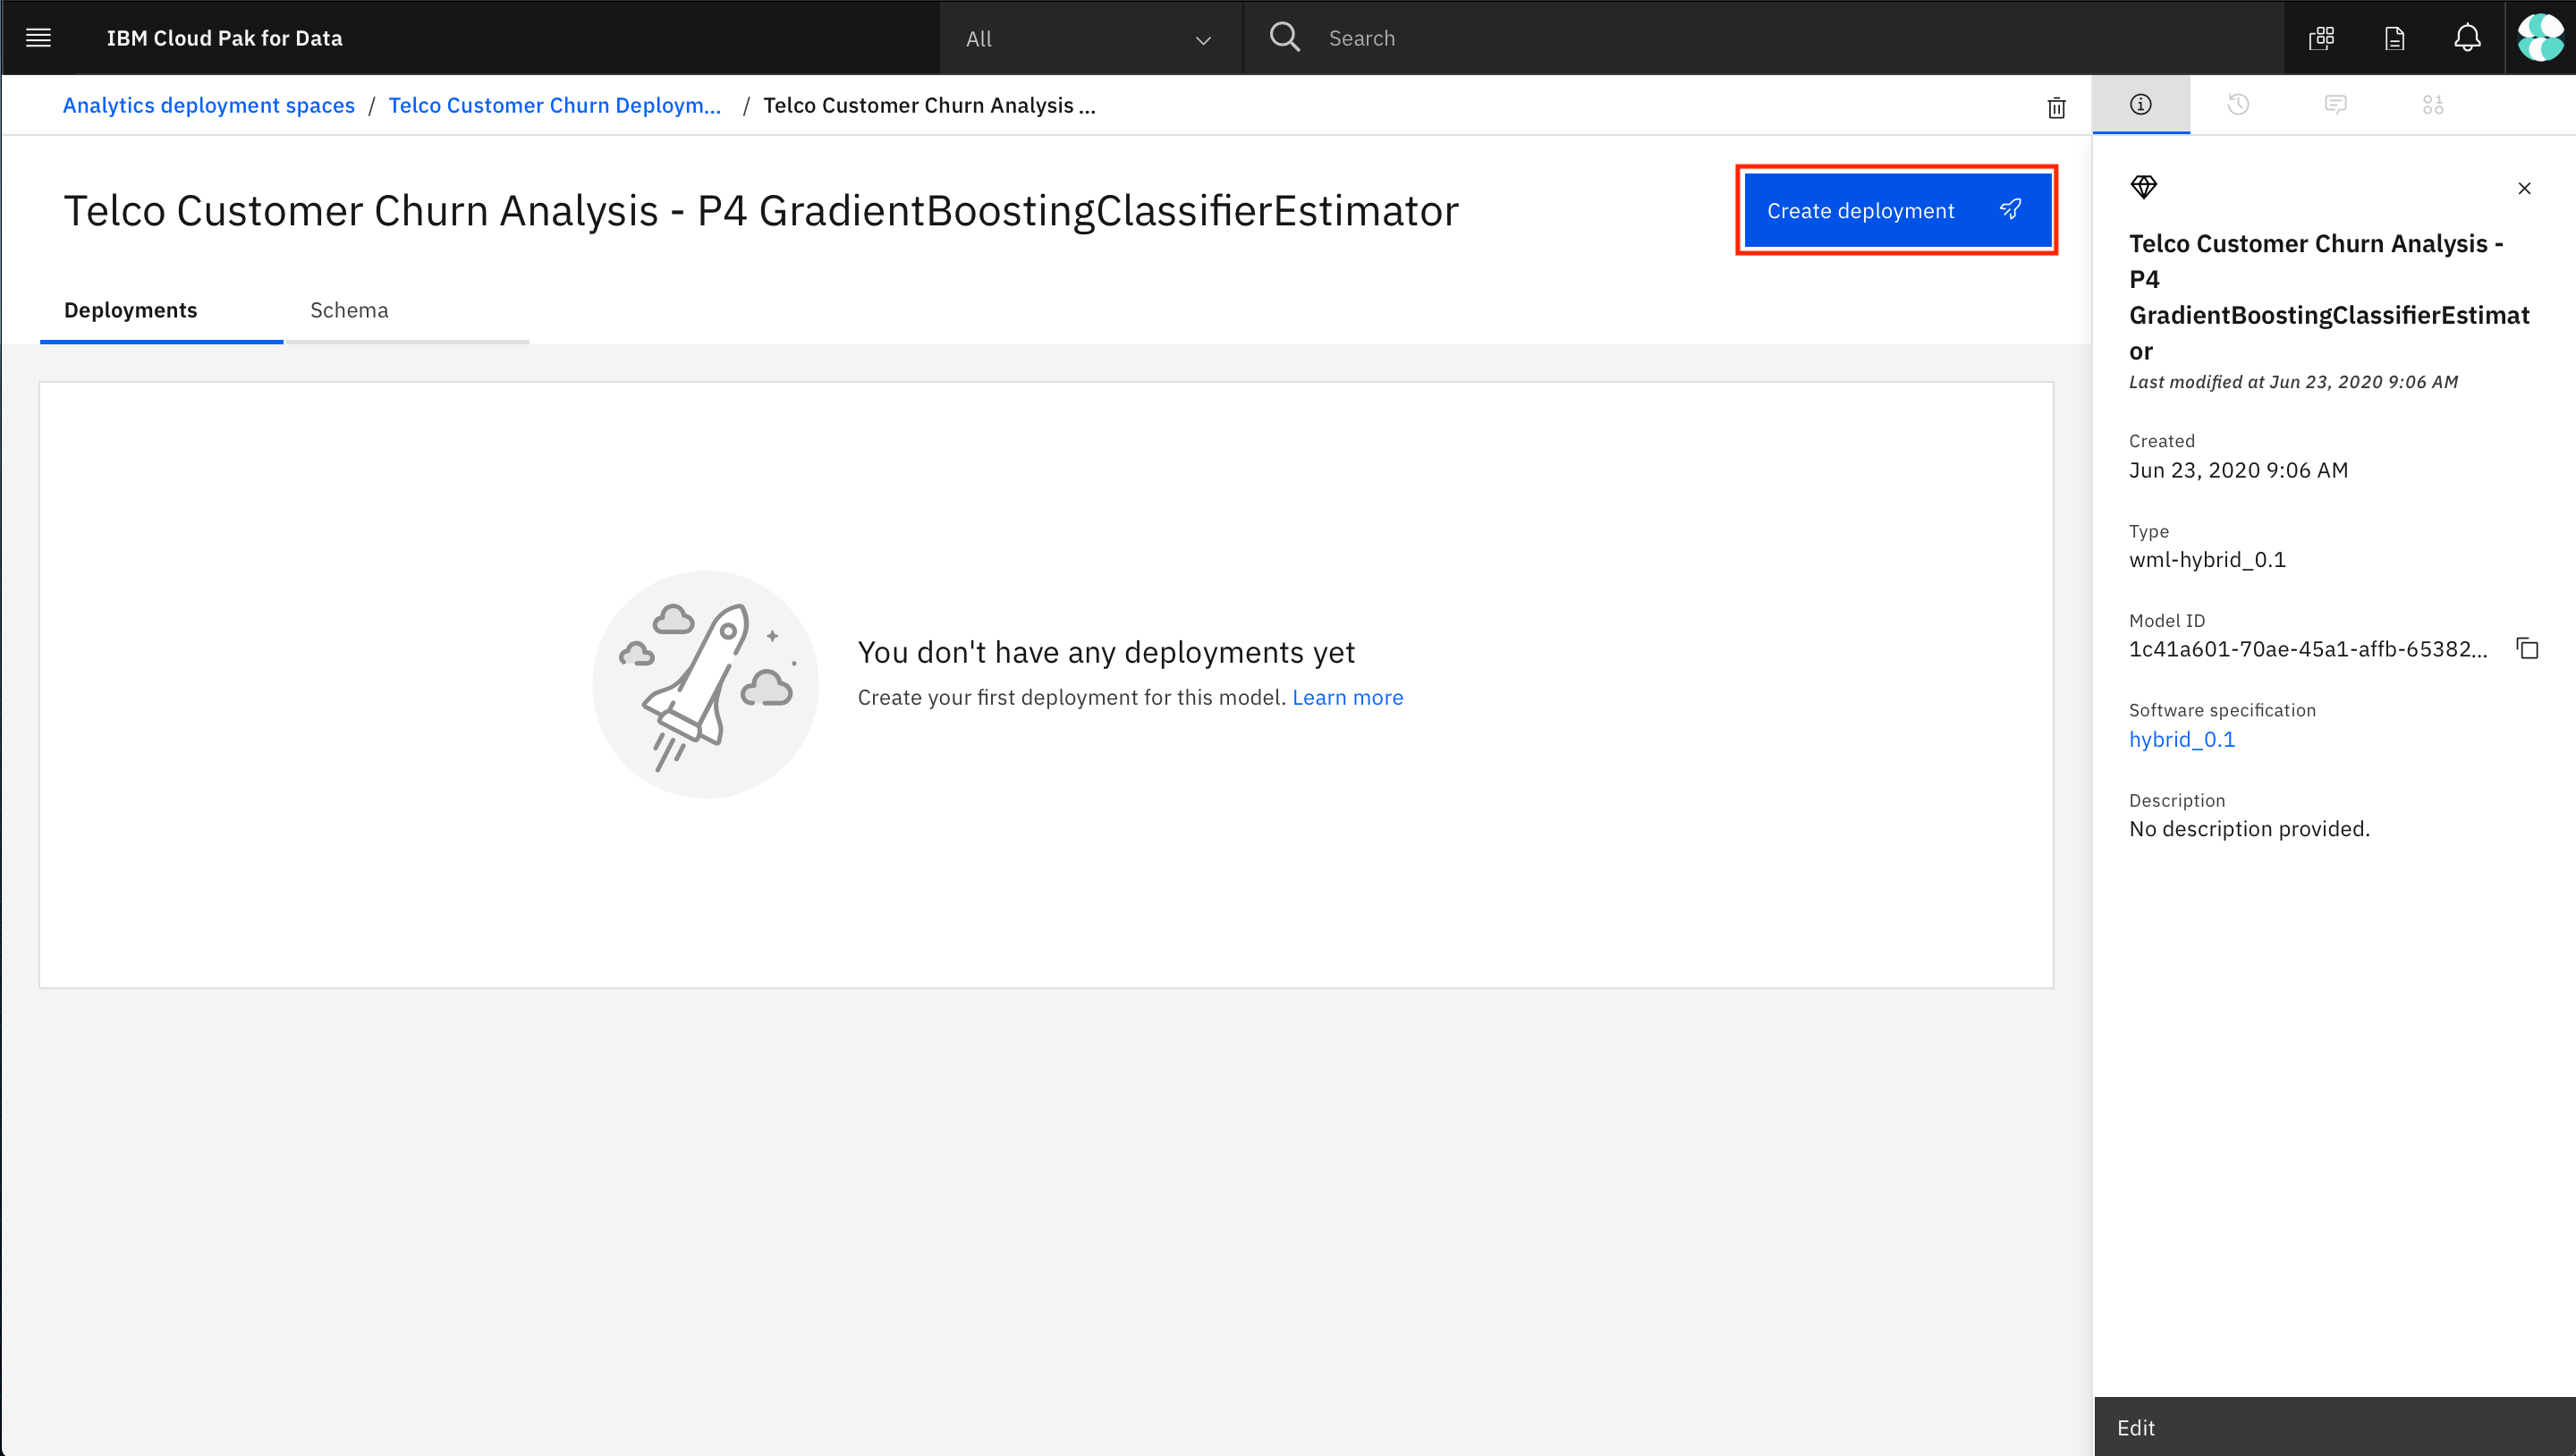 IBM Cloud Pak for Data
All
Search
Analytics deployment spaces / Telco Customer Churn Deploym... / Telco Customer Churn Analysis ...
Telco Customer Churn Analysis - P4 GradientBoostingClassifierEstimator
Create deployment
Deployments
Schema
You don't have any deployments yet
Create your first deployment for this model. Learn more
Telco Customer Churn Analysis -
P4
GradientBoostingClassifierEstimat
or
Last modified at Jun 23, 2020 9:06 AM
Created
Jun 23, 2020 9:06 AM
Type
wml-hybrid_0.1
Model ID
1c41a601-70ae-45a1-affb-65382...
Software specification
hybrid_0.1
Description
No description provided.
Edit